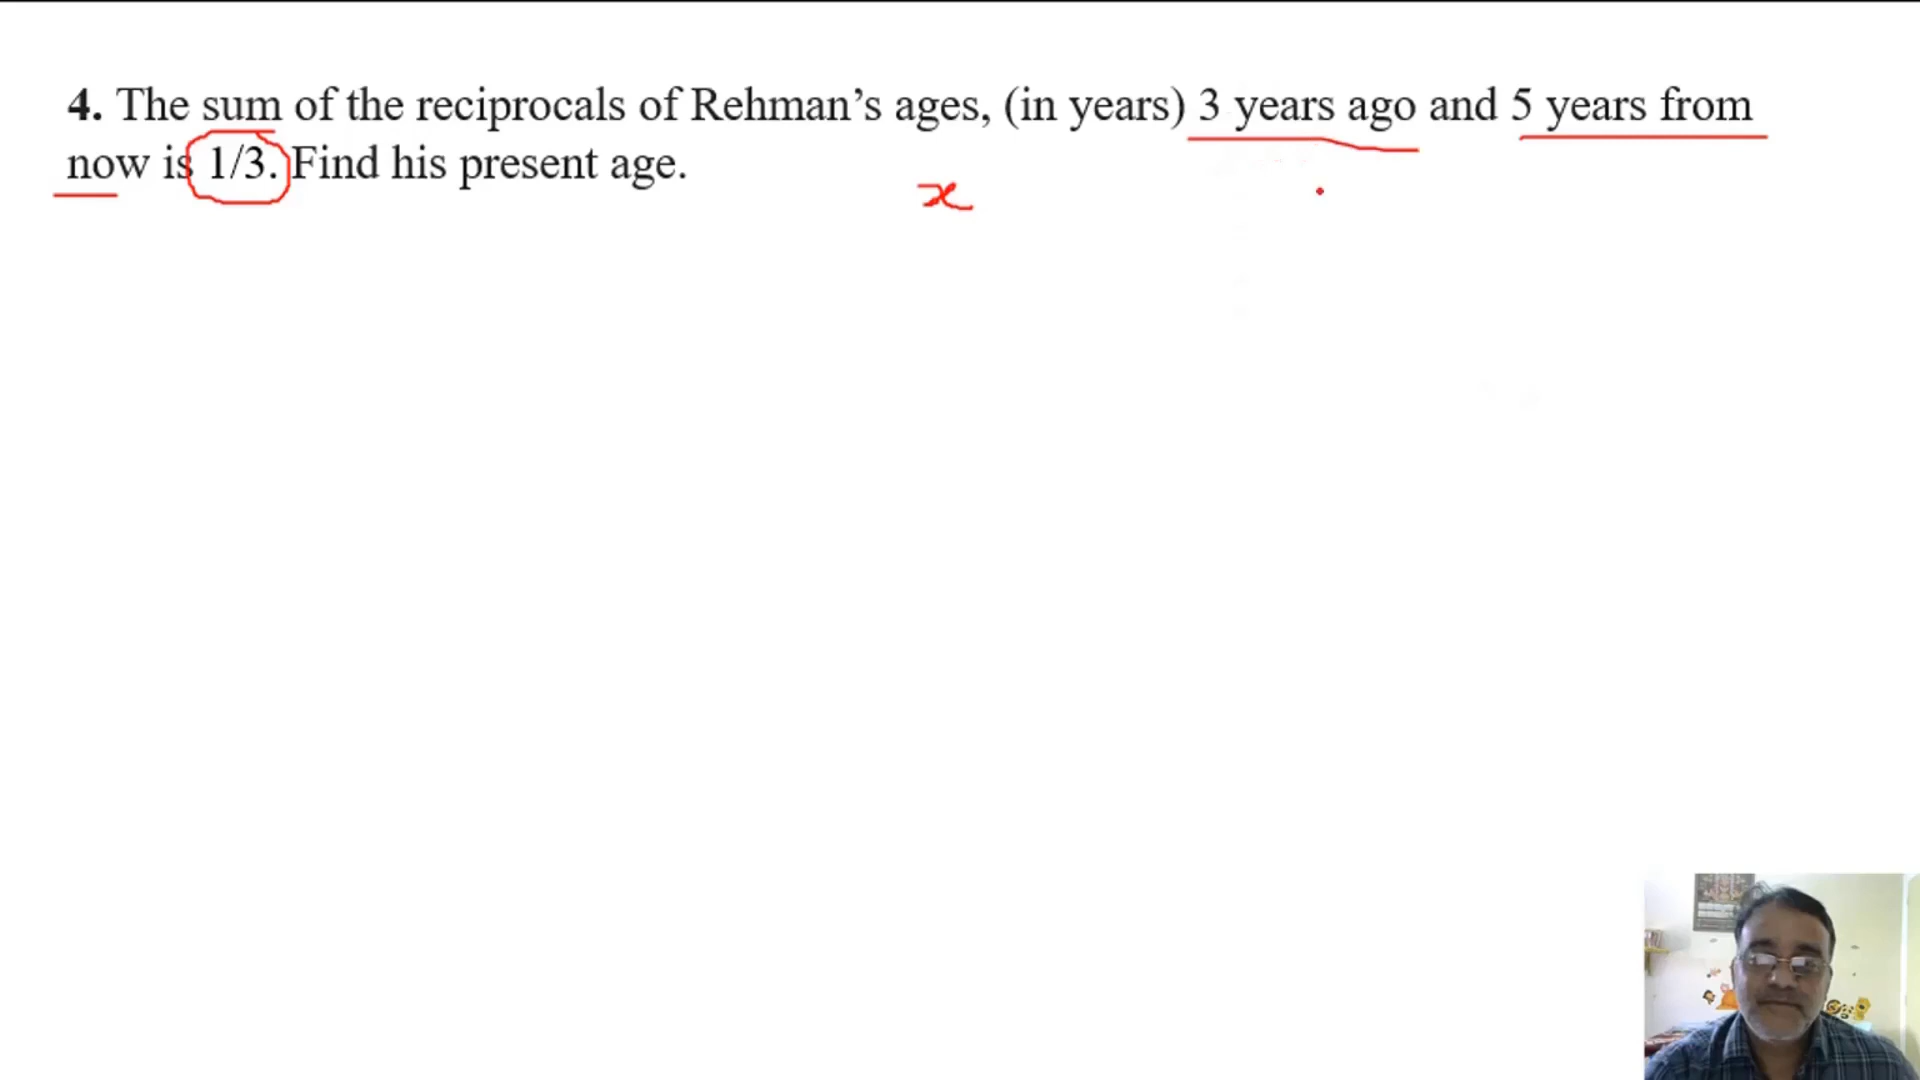 4. The sum of the reciprocals of Rehman’s ages, (in years) 3 years ago and 5 years from
now is 1/3. Find his present age.
x